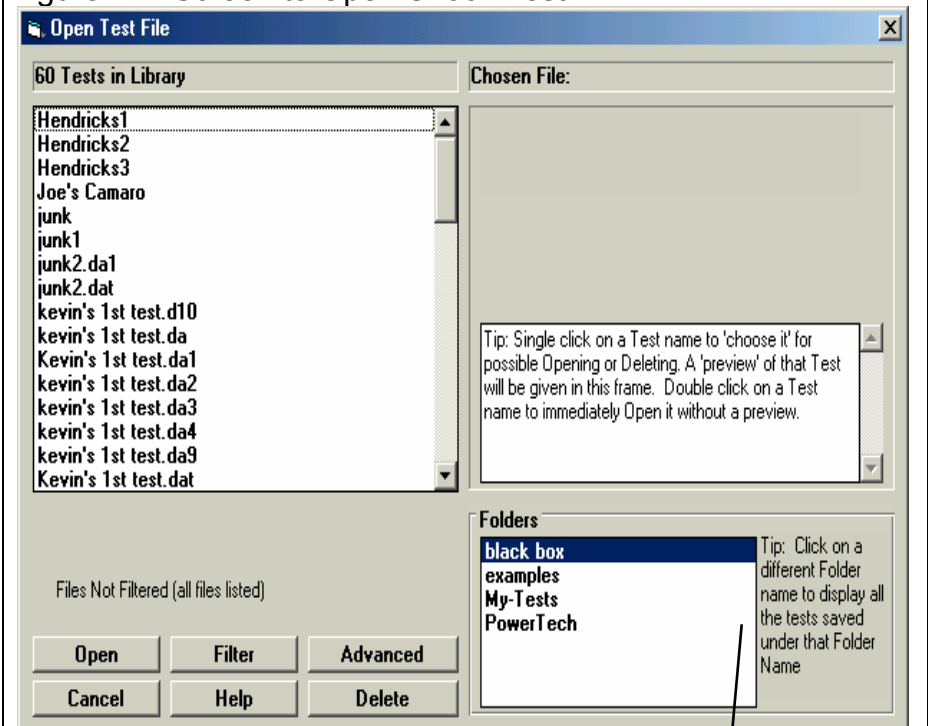 Open Test File
60 Tests in Library
Chosen File:
Hendricks1
Hendricks2
Hendricks3
Joe's Camaro
junk
junk1
junk2.da1
junk2.dat
kevin's 1st test.d10
kevin's 1st test.da
Kevin's 1st test.da1
kevin's 1st test.da2
kevin's 1st test.da3
kevin's 1st test.da4
kevin's 1st test.da9
Kevin's 1st test.dat
Tip: Single click on a Test name to 'choose it' for
possible Opening or Deleting. A 'preview' of that Test
will be given in this frame.  Double click on a Test
name to immediately Open it without a preview.
Folders
black box
examples
My-Tests
PowerTech
Tip:  Click on a
different Folder
name to display all
the tests saved
under that Folder
Name
Files Not Filtered (all files listed)
Open
Filter
Advanced
Cancel
Help
Delete